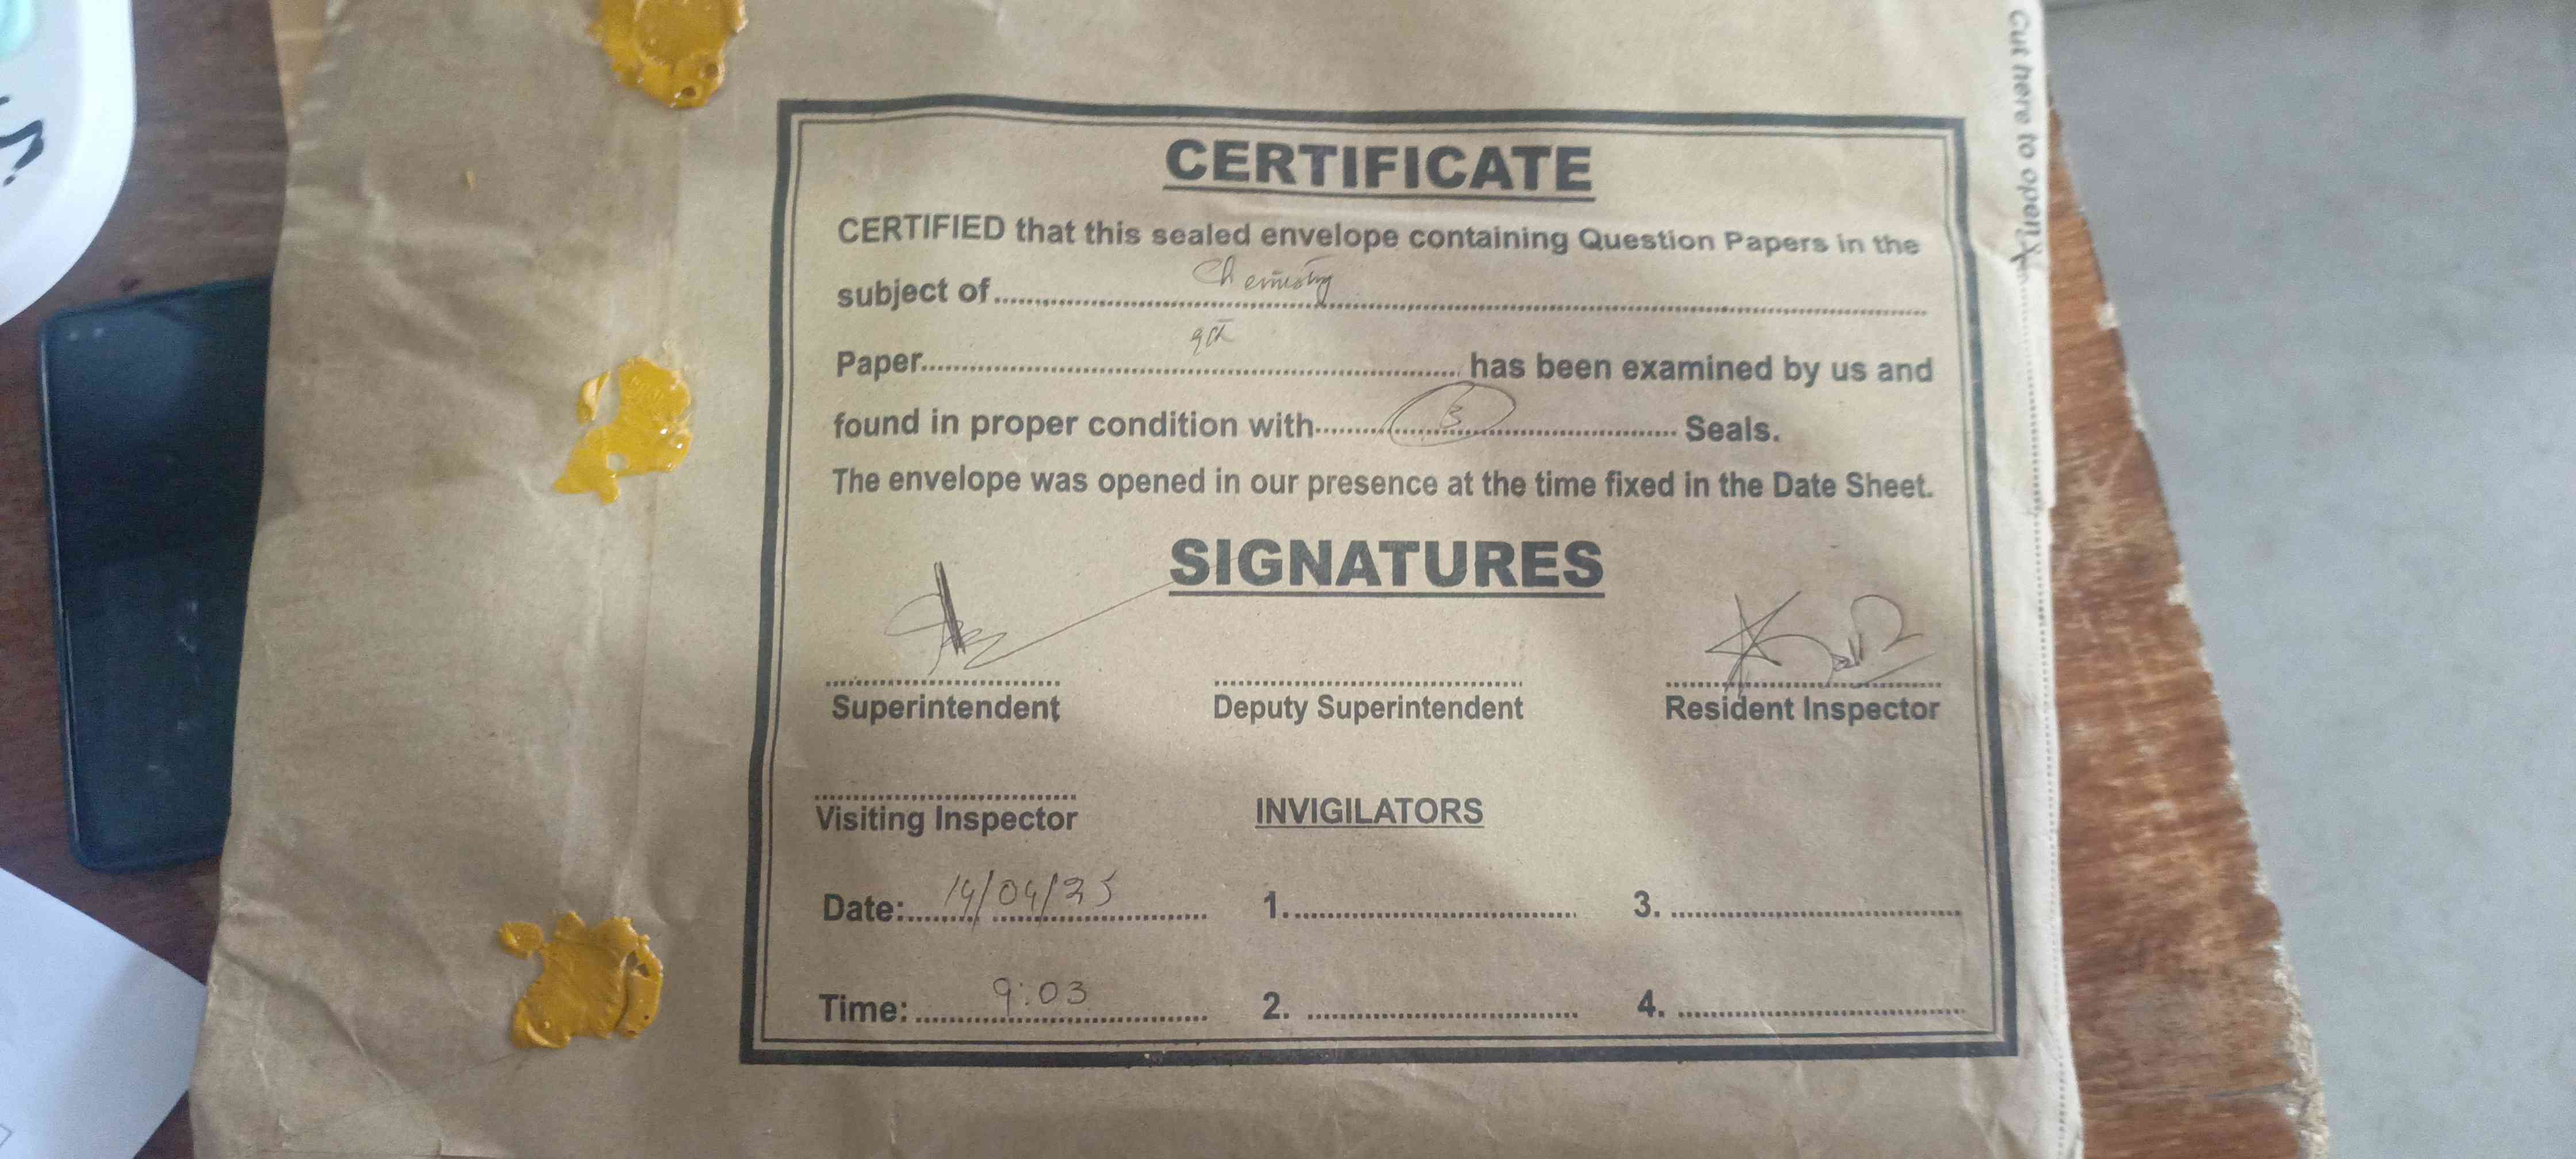 Cut here to open
CERTIFICATE
CERTIFIED that this sealed envelope containing Question Papers in the
subject of Chemistry
Paper 9th has been examined by us and
found in proper condition with 3 Seals.
The envelope was opened in our presence at the time fixed in the Date Sheet.
SIGNATURES
Superintendent Deputy Superintendent Resident Inspector
Visiting Inspector INVIGILATORS
Date: 14/04/25 1. 3.
Time: 9:03 2. 4.